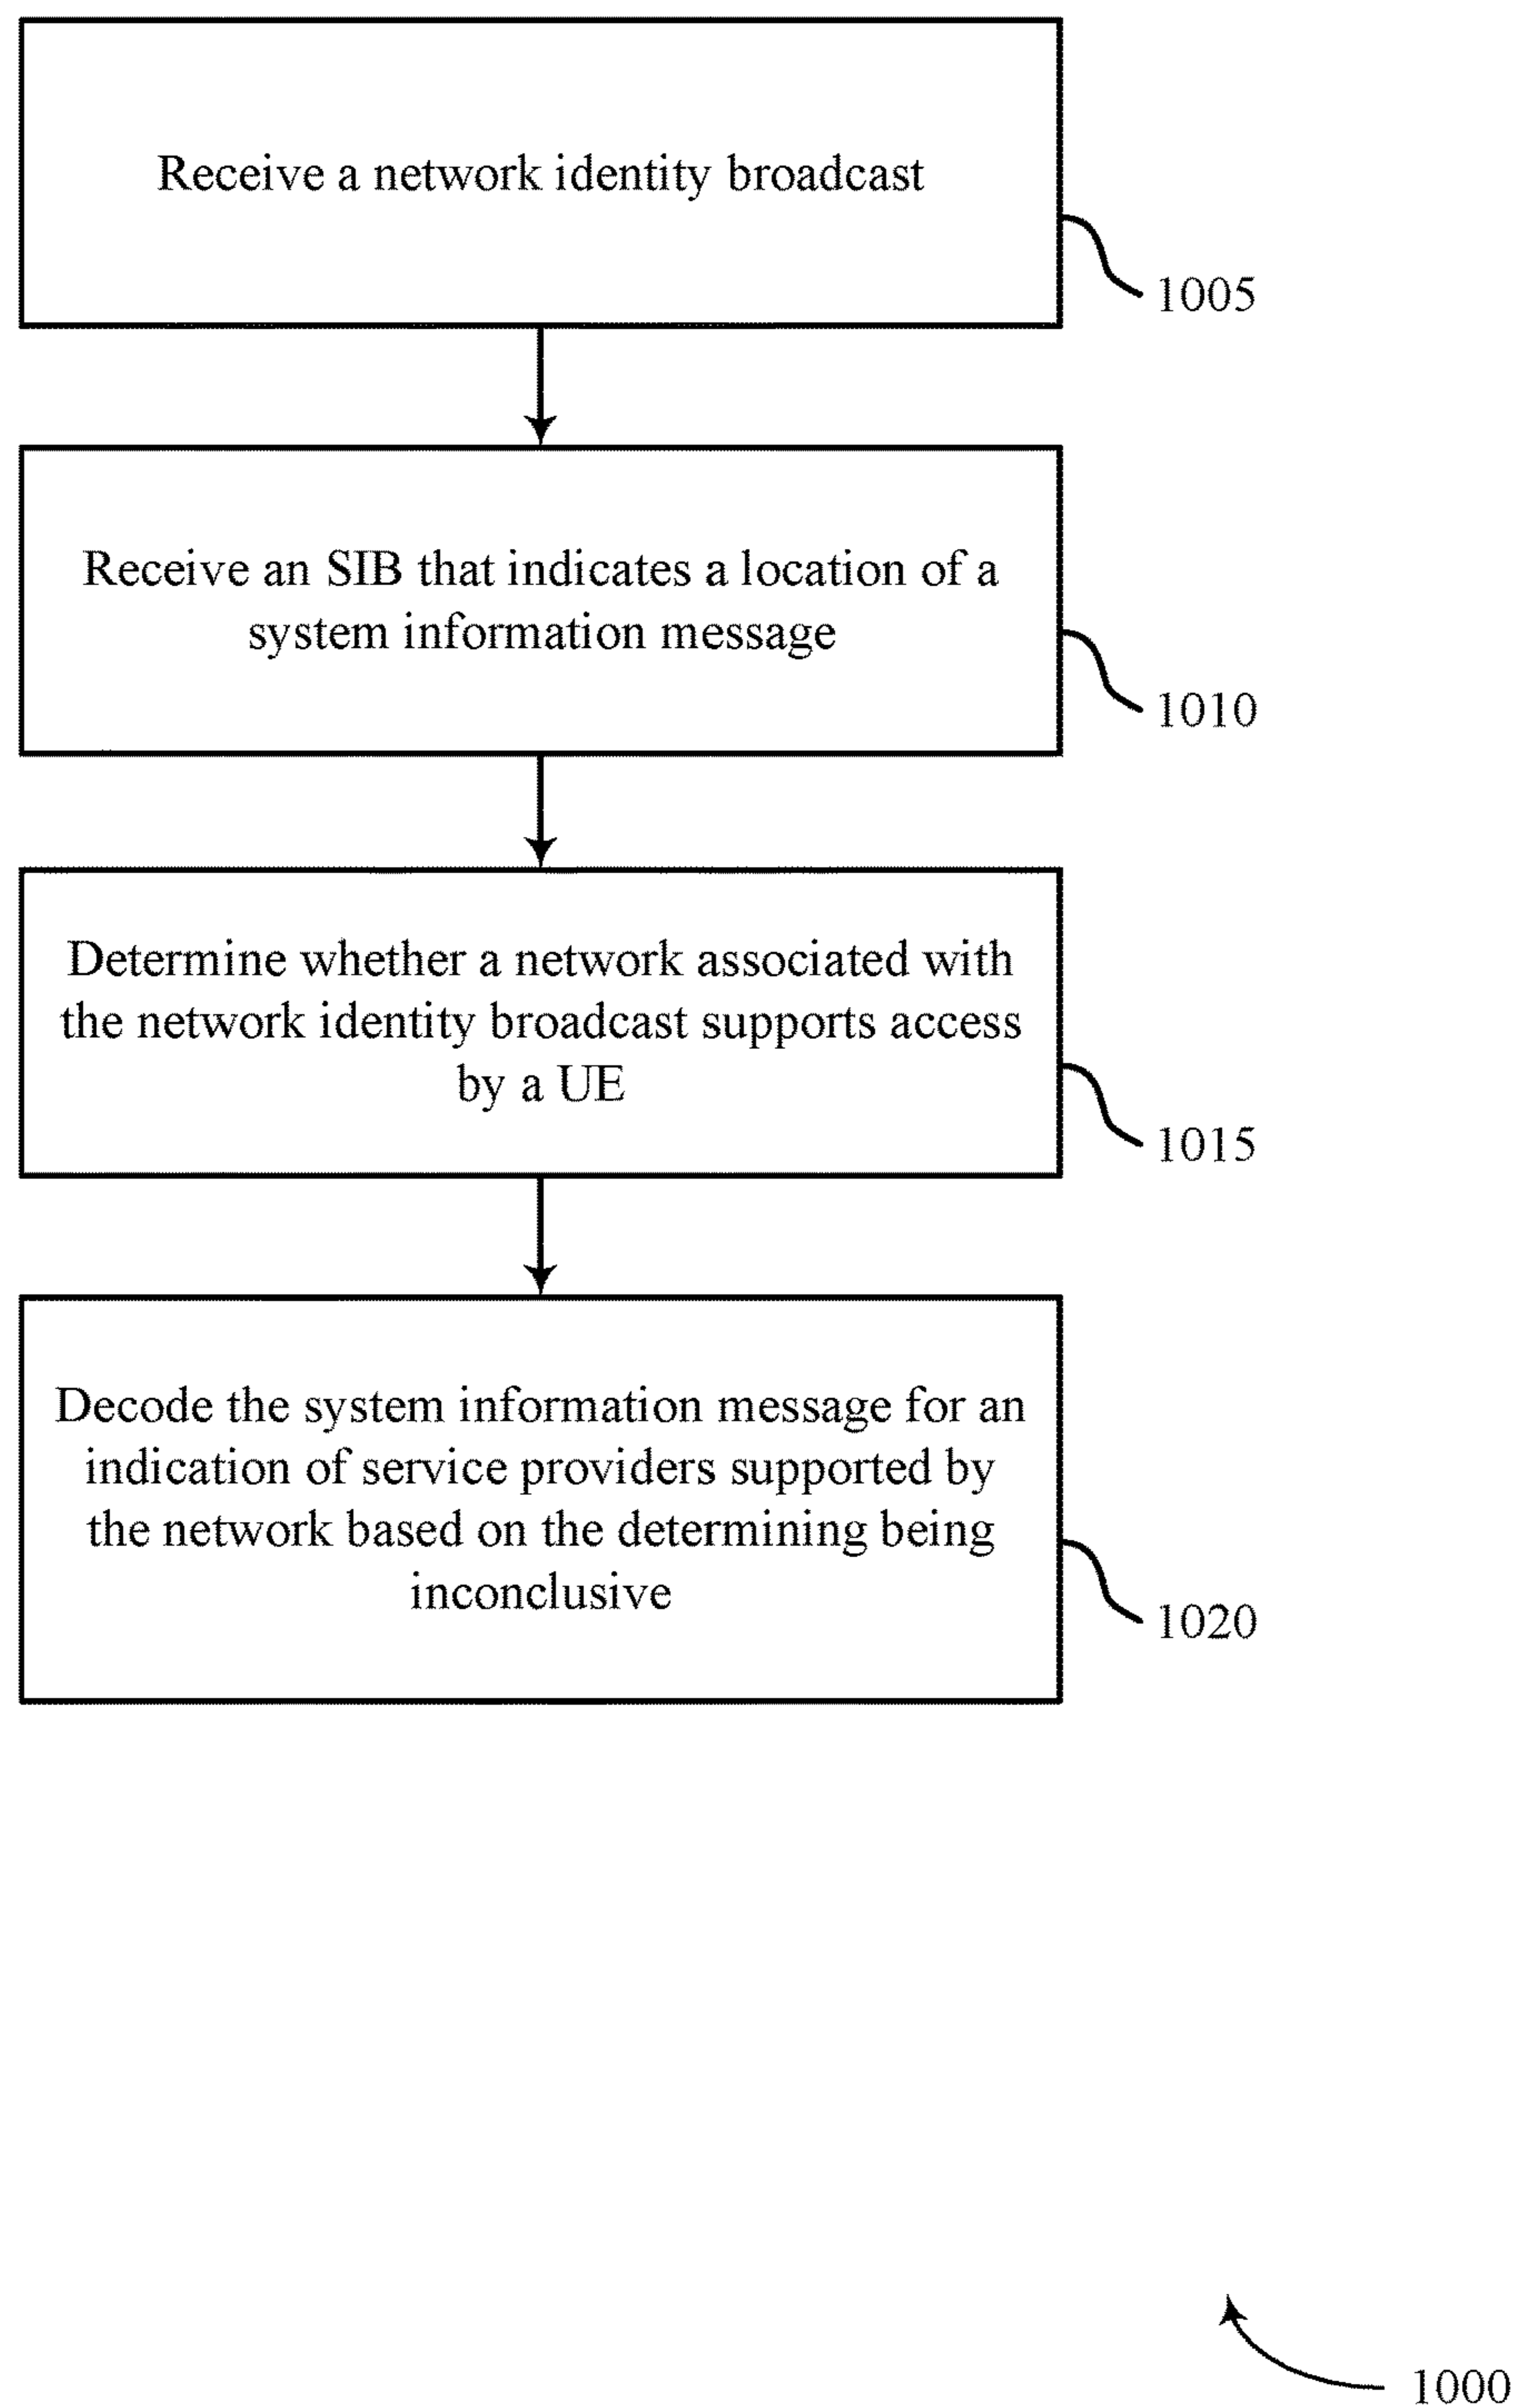 Receive a network identity broadcast
1005
Receive an SIB that indicates a location of a
system information message
1010
Determine whether a network associated with
the network identity broadcast supports access
by a UE
1015
Decode the system information message for an
indication of service providers supported by
the network based on the determining being
inconclusive
1020
1000